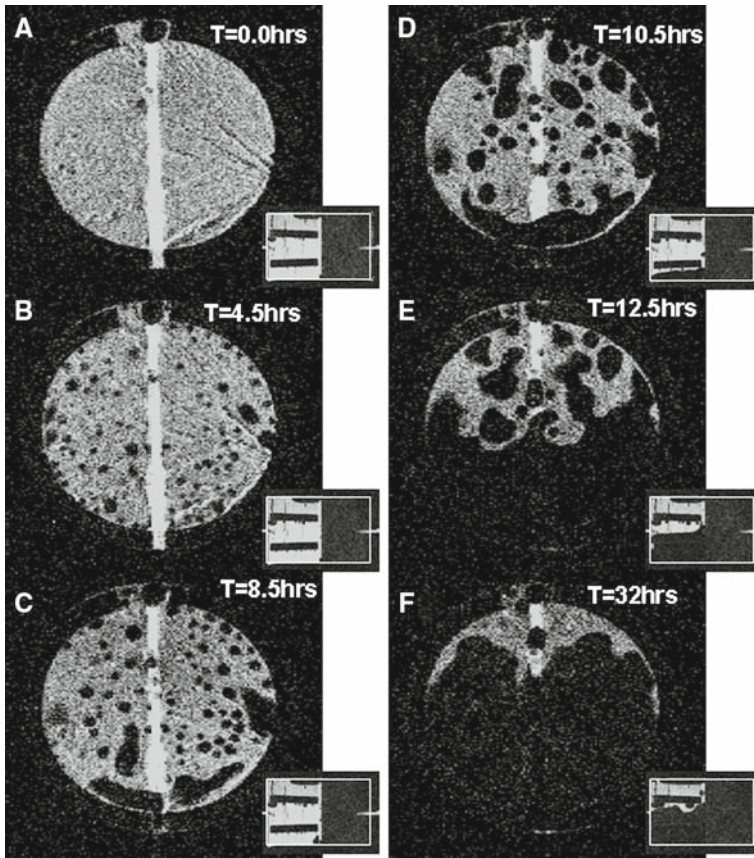 A
T=0.0hrs
B
T=4.5hrs
C
T=8.5hrs
D
T=10.5hrs
E
T=12.5hrs
F
T=32hrs